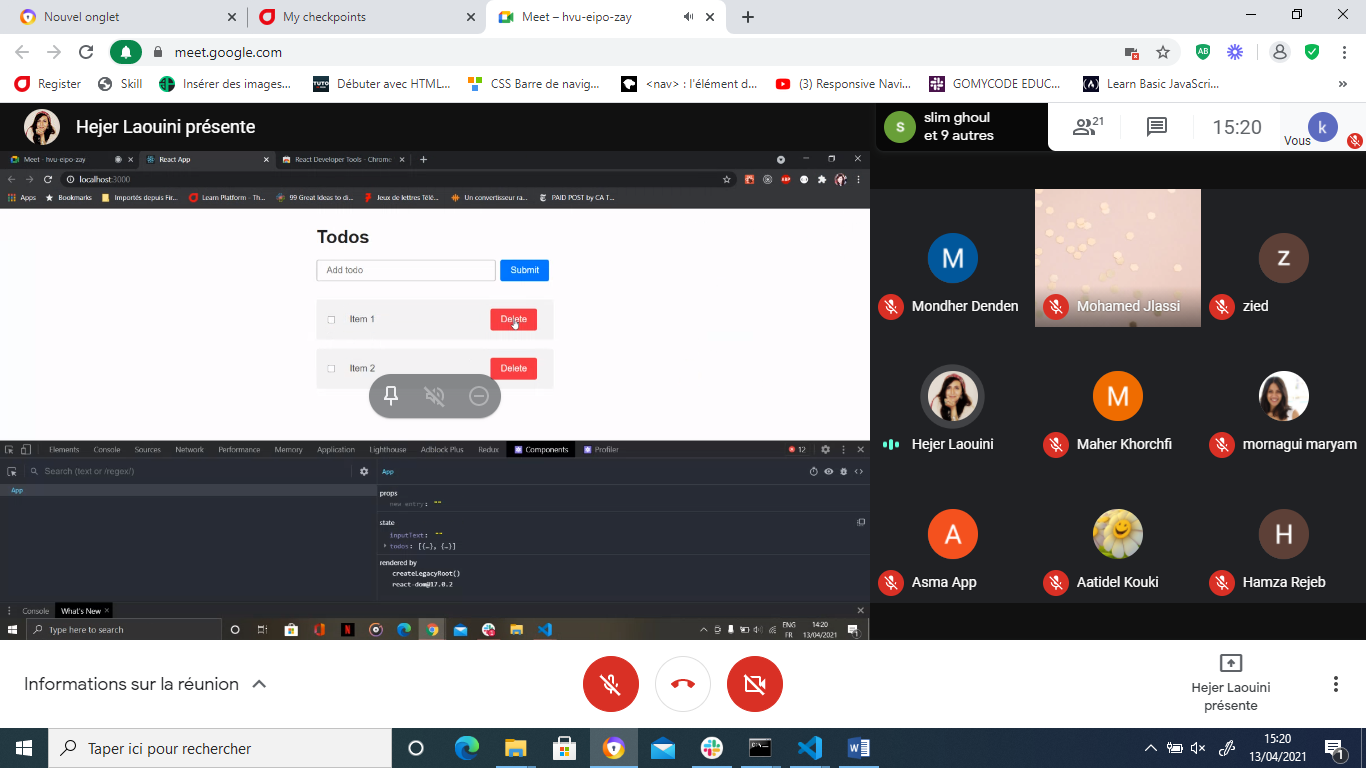 Nouvel onglet
My checkpoints
Meet – hvu-eipo-zay
meet.google.com
Register
Skill
Insérer des images...
Débuter avec HTML...
CSS Barre de navig...
<nav> : l'élément d...
(3) Responsive Navi...
GOMYCODE EDUC...
Learn Basic JavaScri...
»
Hejer Laouini présente
slim ghoul
et 9 autres
21
15:20
Vous
Meet - hvu-eipo-zay
React App
React Developer Tools - Chrome
localhost:3000
Apps
Bookmarks
Importés depuis Fir...
Learn Platform - Th...
99 Great Ideas to di...
Jeux de lettres Télé...
Un convertisseur ra...
PAID POST by CA T...
Todos
Add todo
Submit
Item 1
Delete
Item 2
Delete
Elements
Console
Sources
Network
Performance
Memory
Application
Lighthouse
Adblock Plus
Redux
Components
Profiler
12
Search (text or /regex/)
App
App
props
new entry: ""
state
inputText: ""
todos: [{…}, {…}]
rendered by
createLegacyRoot()
react-dom@17.0.2
Console
What's New
Type here to search
ENG
FR
14:20
13/04/2021
M
Mondher Denden
Mohamed Jlassi
z
zied
Hejer Laouini
M
Maher Khorchfi
mornagui maryam
A
Asma App
Aatidel Kouki
H
Hamza Rejeb
Informations sur la réunion
Hejer Laouini
présente
Taper ici pour rechercher
15:20
13/04/2021
1